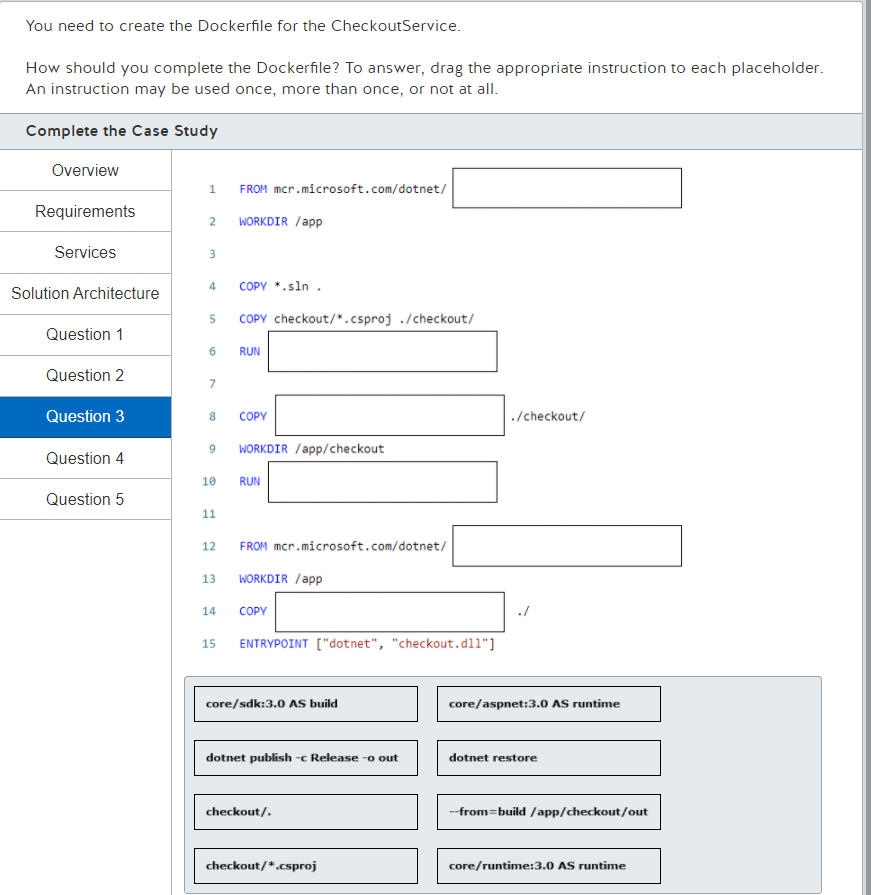 You need to create the Dockerfile for the CheckoutService.
How should you complete the Dockerfile? To answer, drag the appropriate instruction to each placeholder.
An instruction may be used once, more than once, or not at all.
Complete the Case Study
Overview
Requirements
Services
Solution Architecture
Question 1
Question 2
Question 3
Question 4
Question 5
1 FROM mcr.microsoft.com/dotnet/
2 WORKDIR /app
3
4 COPY *.sln .
5 COPY checkout/*.csproj ./checkout/
6 RUN
7
8 COPY ./checkout/
9 WORKDIR /app/checkout
10 RUN
11
12 FROM mcr.microsoft.com/dotnet/
13 WORKDIR /app
14 COPY ./
15 ENTRYPOINT ["dotnet", "checkout.dll"]
core/sdk:3.0 AS build
core/aspnet:3.0 AS runtime
dotnet publish -c Release -o out
dotnet restore
checkout/.
--from=build /app/checkout/out
checkout/*.csproj
core/runtime:3.0 AS runtime